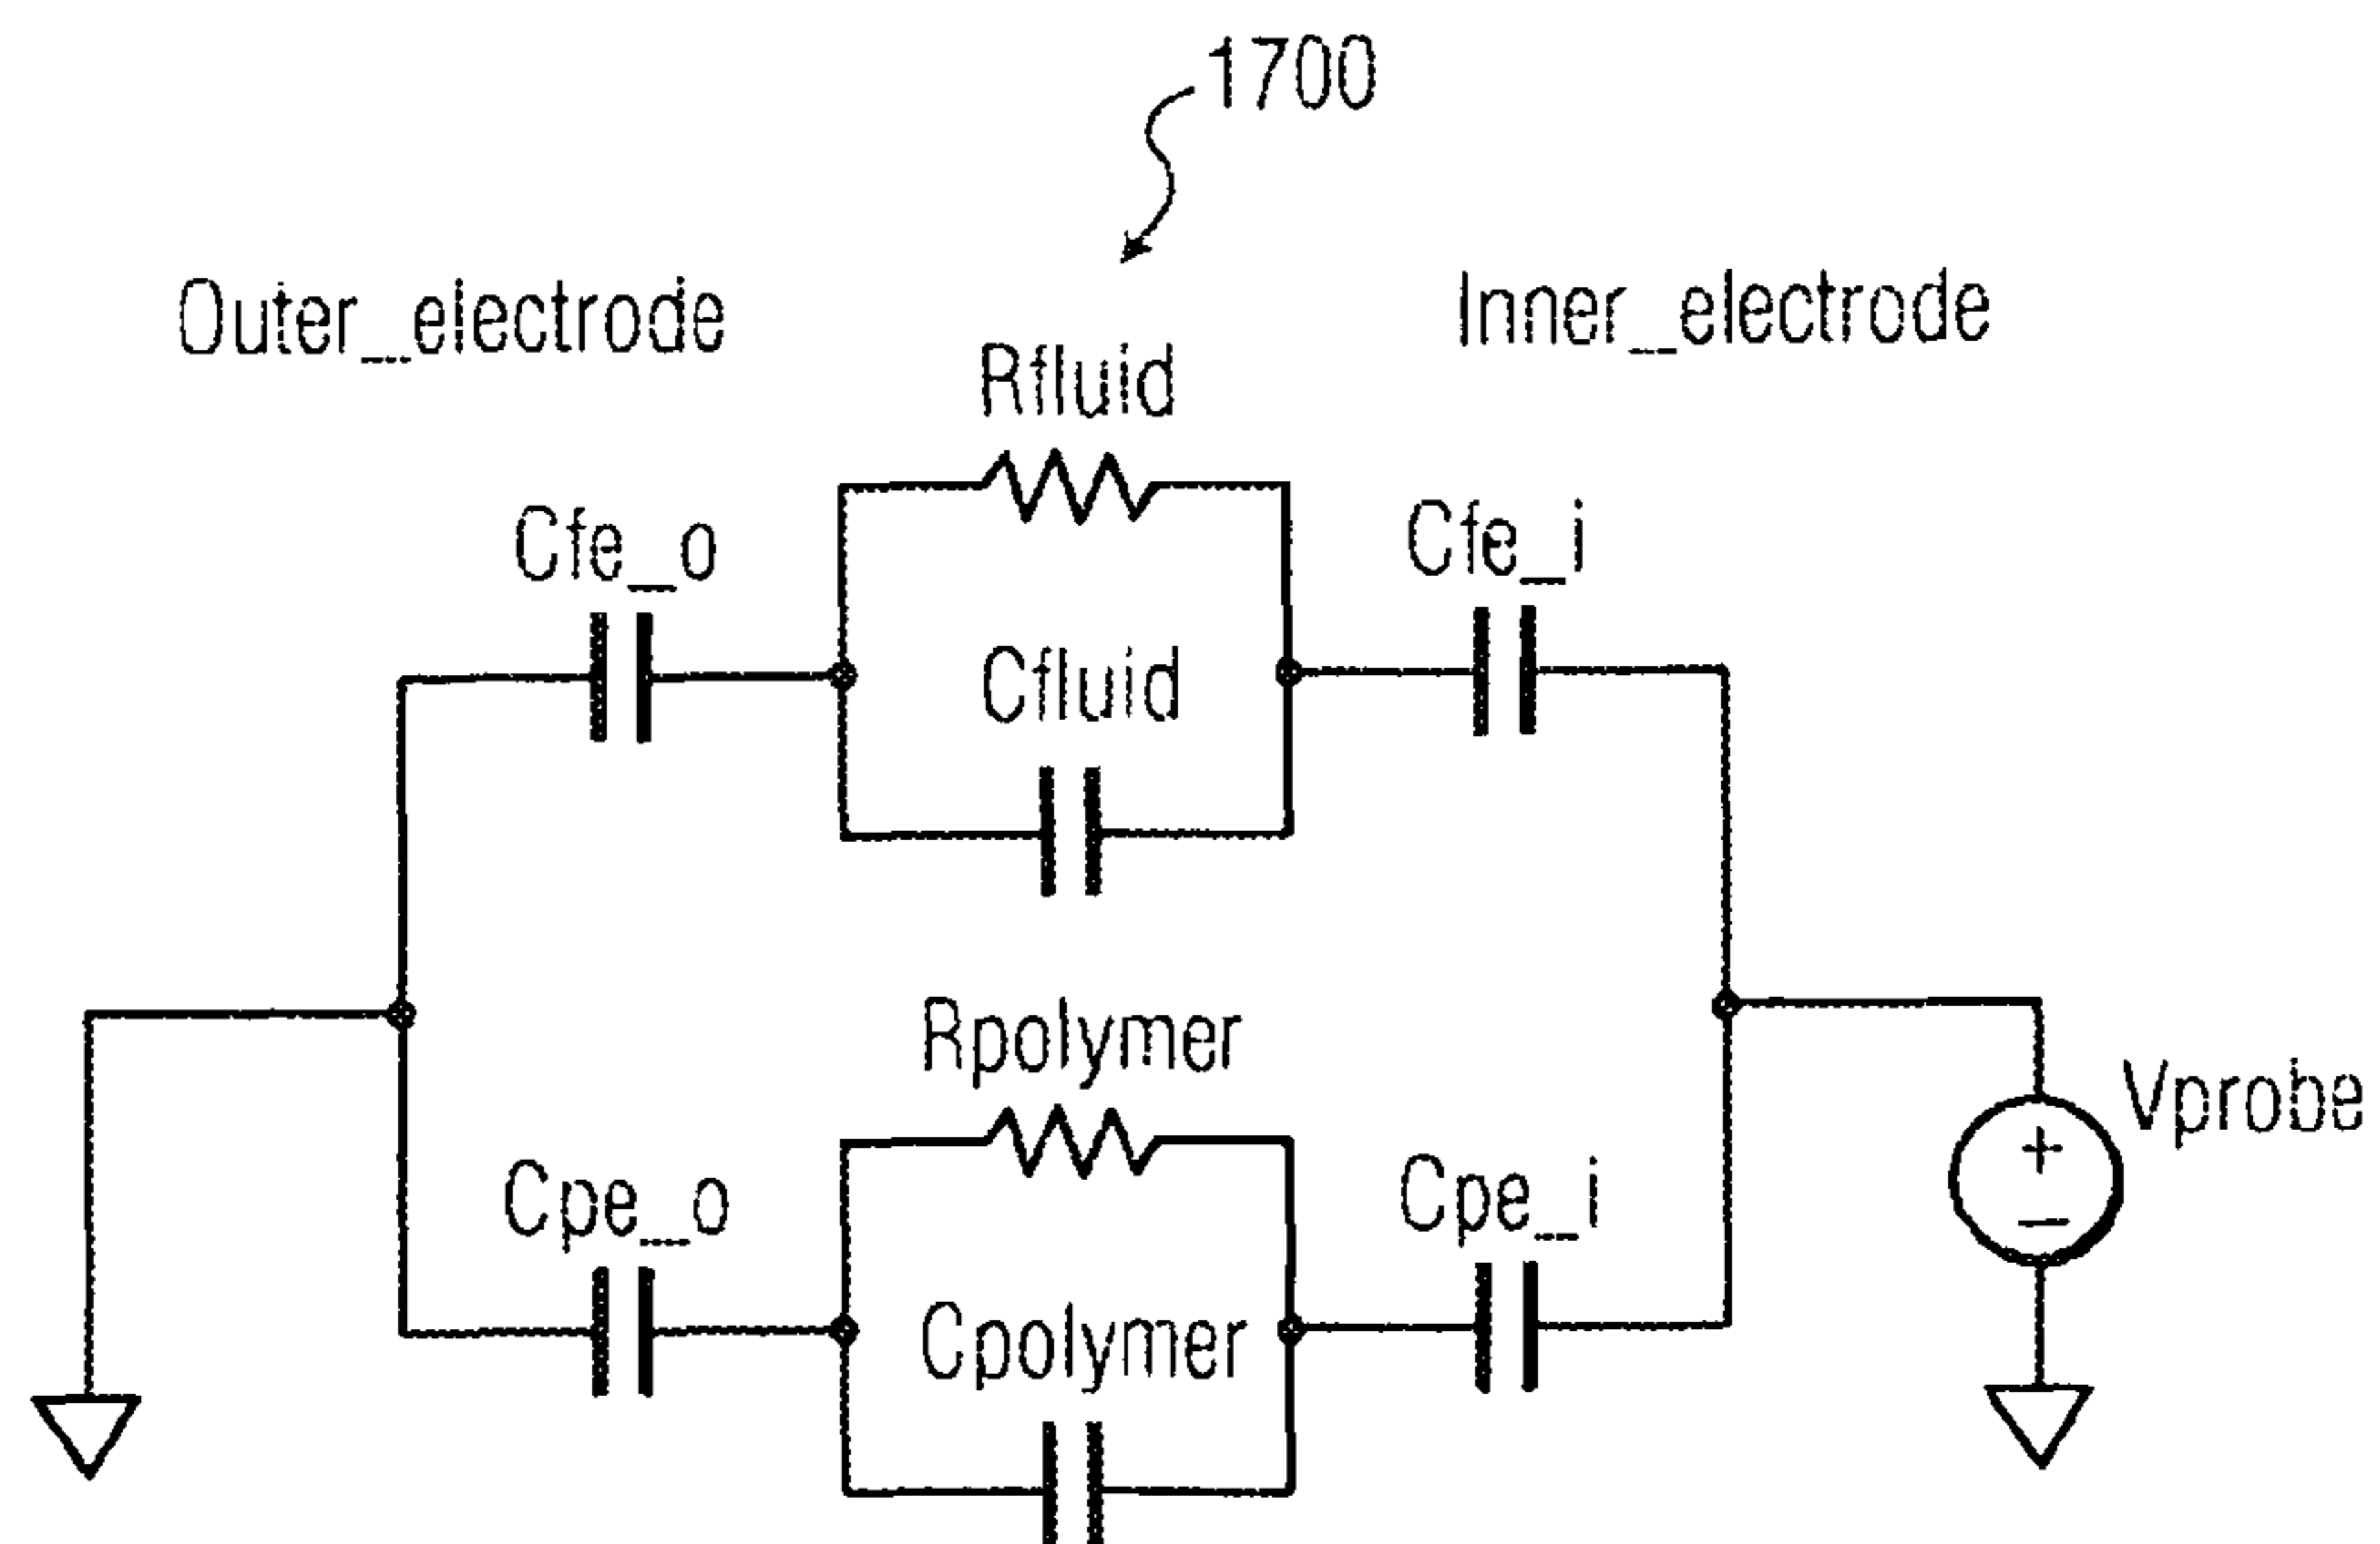 1700
Outer_electrode
Inner_electrode
Rfluid
Cfe_o
Cfe_i
Cfluid
Rpolymer
Vprobe
+
−
Cpe_o
Cpe_i
Cpolymer